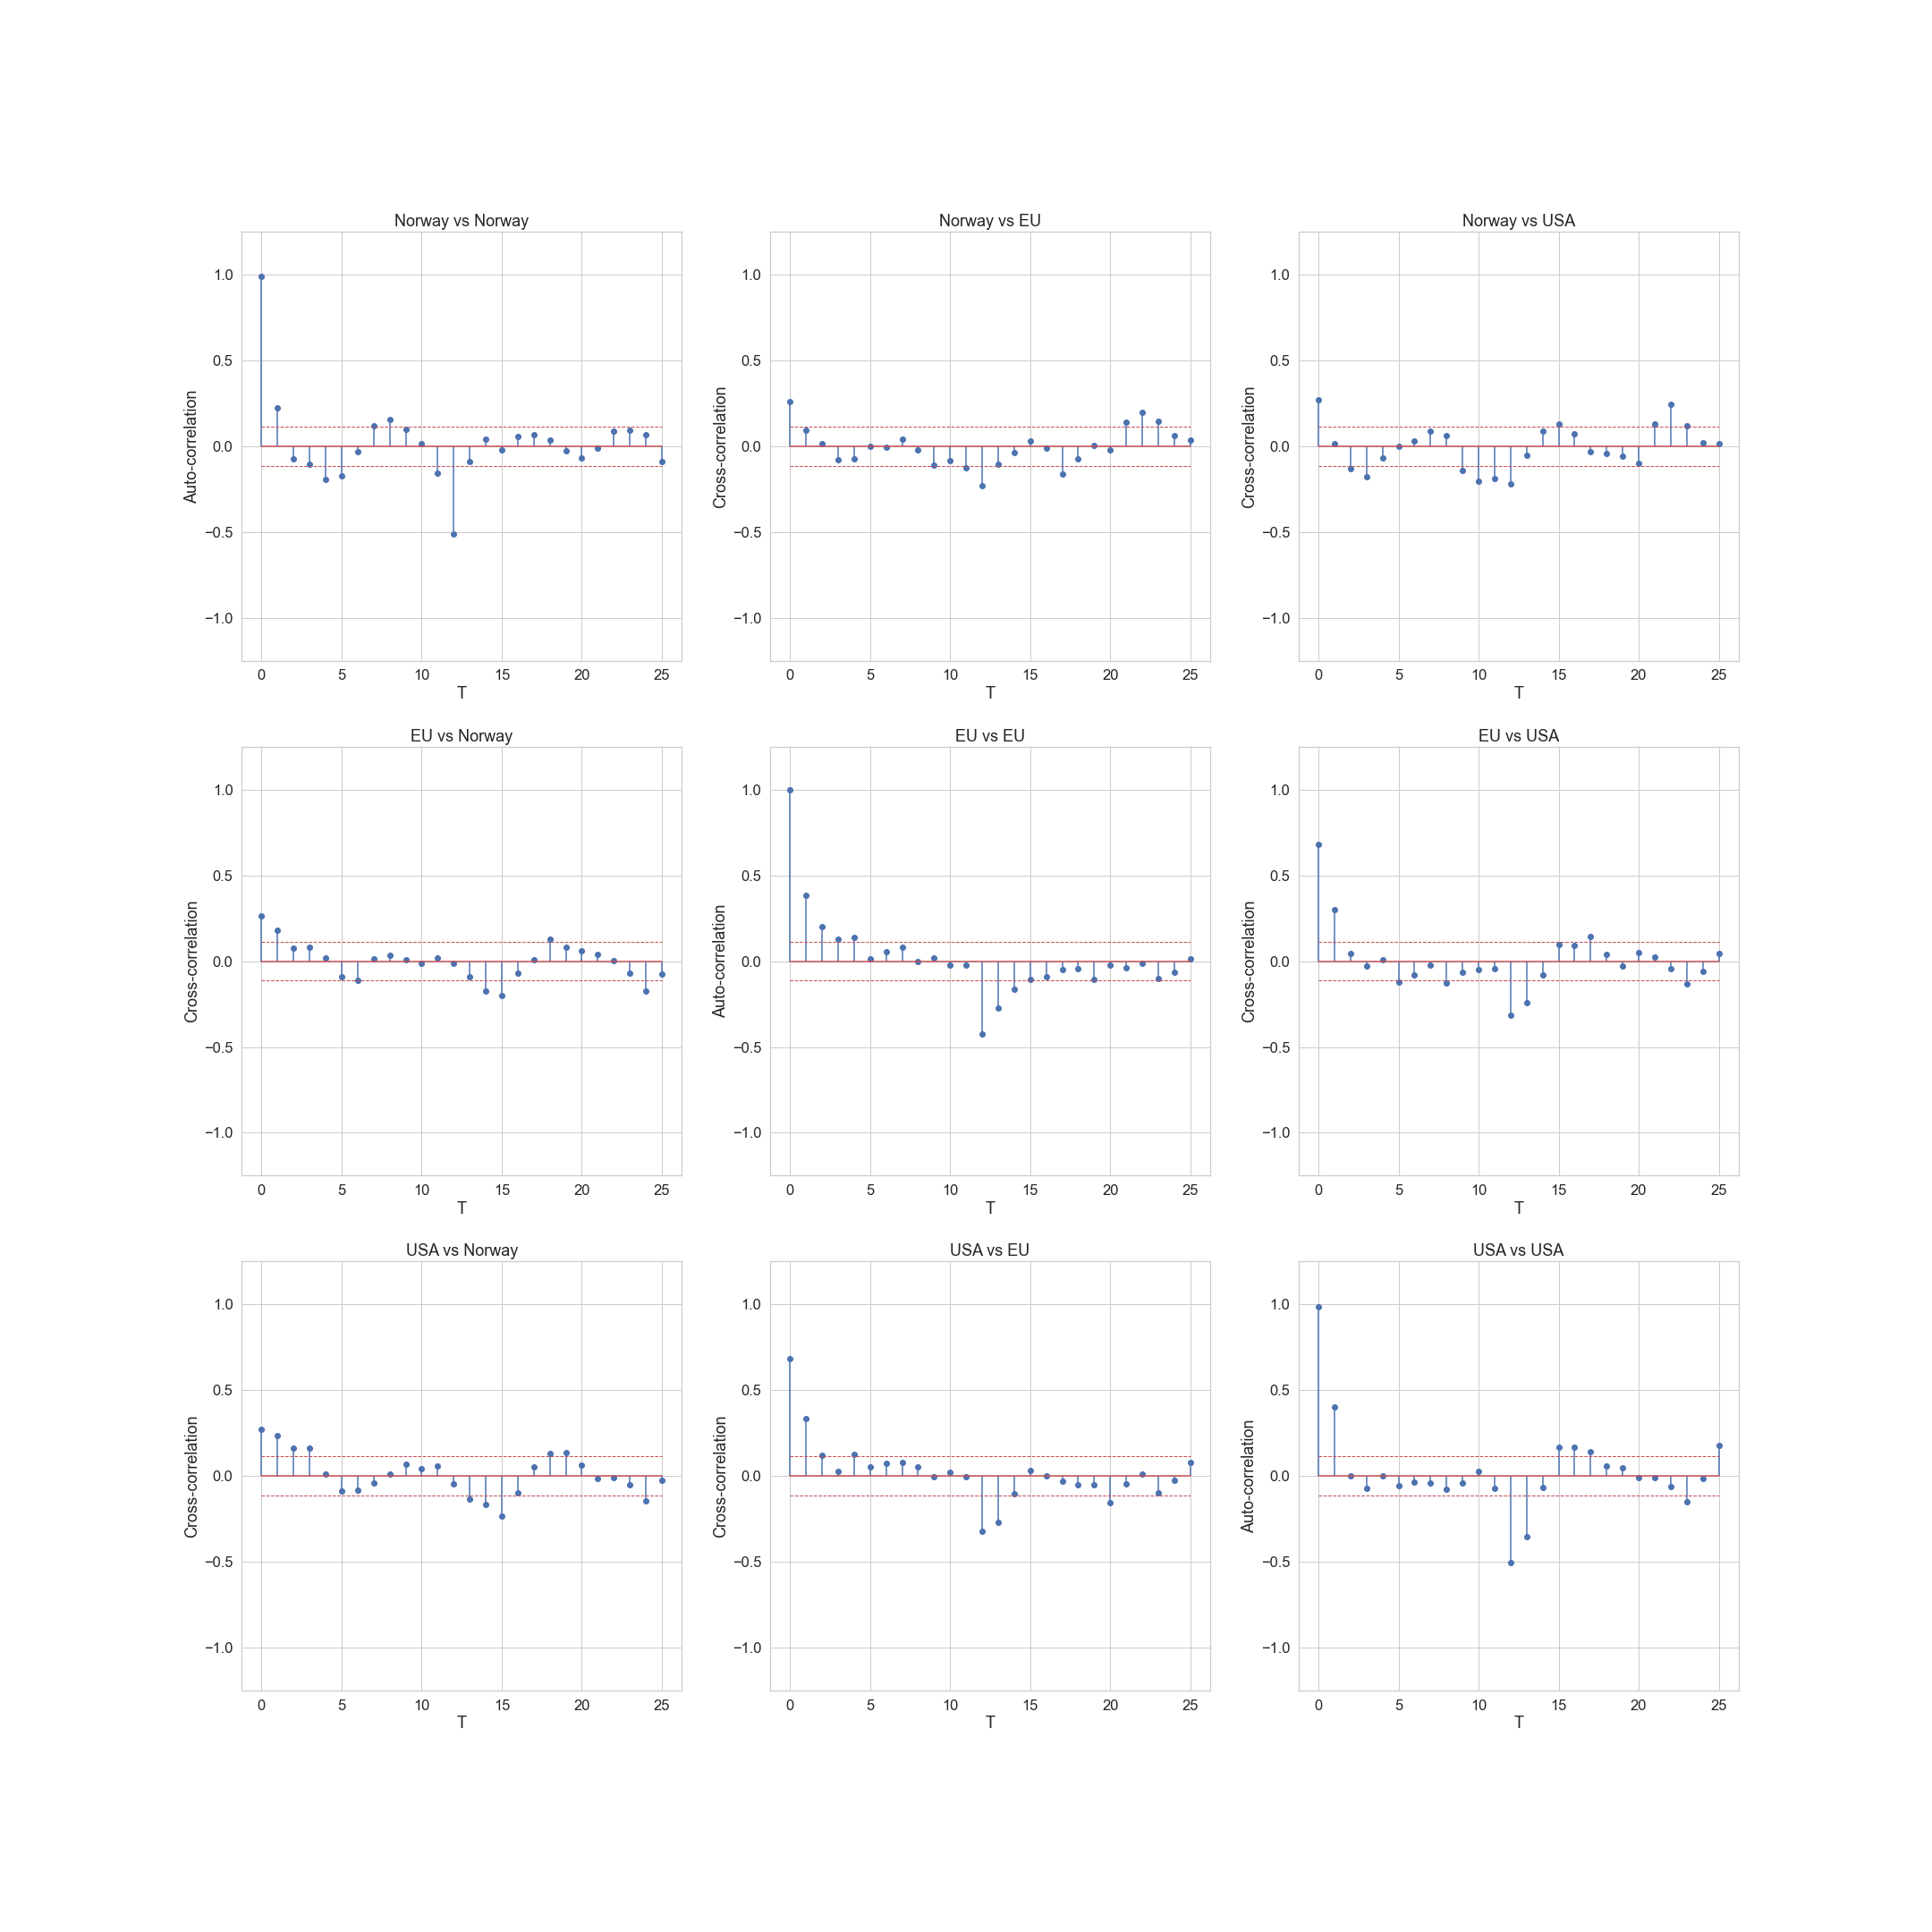 Norway vs Norway
Auto-correlation
1.0
0.5
0.0
−0.5
−1.0
0 5 10 15 20 25
T
Norway vs EU
Cross-correlation
1.0
0.5
0.0
−0.5
−1.0
0 5 10 15 20 25
T
Norway vs USA
Cross-correlation
1.0
0.5
0.0
−0.5
−1.0
0 5 10 15 20 25
T
EU vs Norway
Cross-correlation
1.0
0.5
0.0
−0.5
−1.0
0 5 10 15 20 25
T
EU vs EU
Auto-correlation
1.0
0.5
0.0
−0.5
−1.0
0 5 10 15 20 25
T
EU vs USA
Cross-correlation
1.0
0.5
0.0
−0.5
−1.0
0 5 10 15 20 25
T
USA vs Norway
Cross-correlation
1.0
0.5
0.0
−0.5
−1.0
0 5 10 15 20 25
T
USA vs EU
Cross-correlation
1.0
0.5
0.0
−0.5
−1.0
0 5 10 15 20 25
T
USA vs USA
Auto-correlation
1.0
0.5
0.0
−0.5
−1.0
0 5 10 15 20 25
T